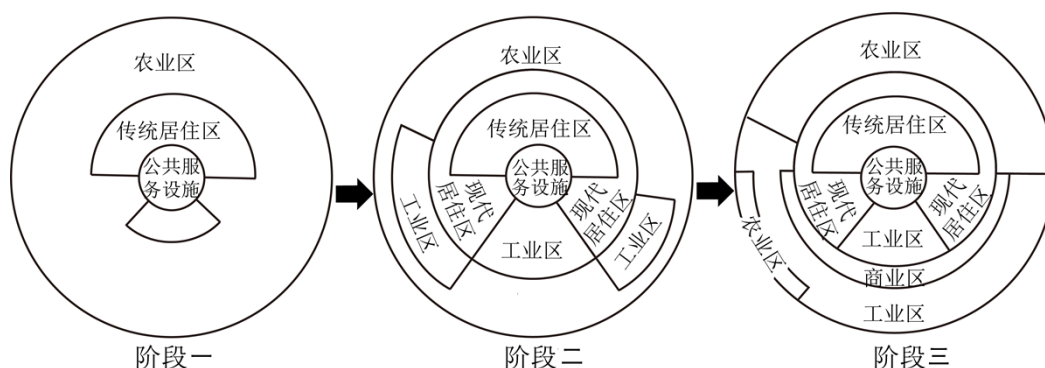 农业区
传统居住区
公共服
务设施
阶段一
农业区
传统居住区
公共服
务设施
现代
居住区
现代
居住区
工业区
工业区
工业区
阶段二
农业区
传统居住区
公共服
务设施
现代
居住区
现代
居住区
工业区
农业区
商业区
工业区
阶段三